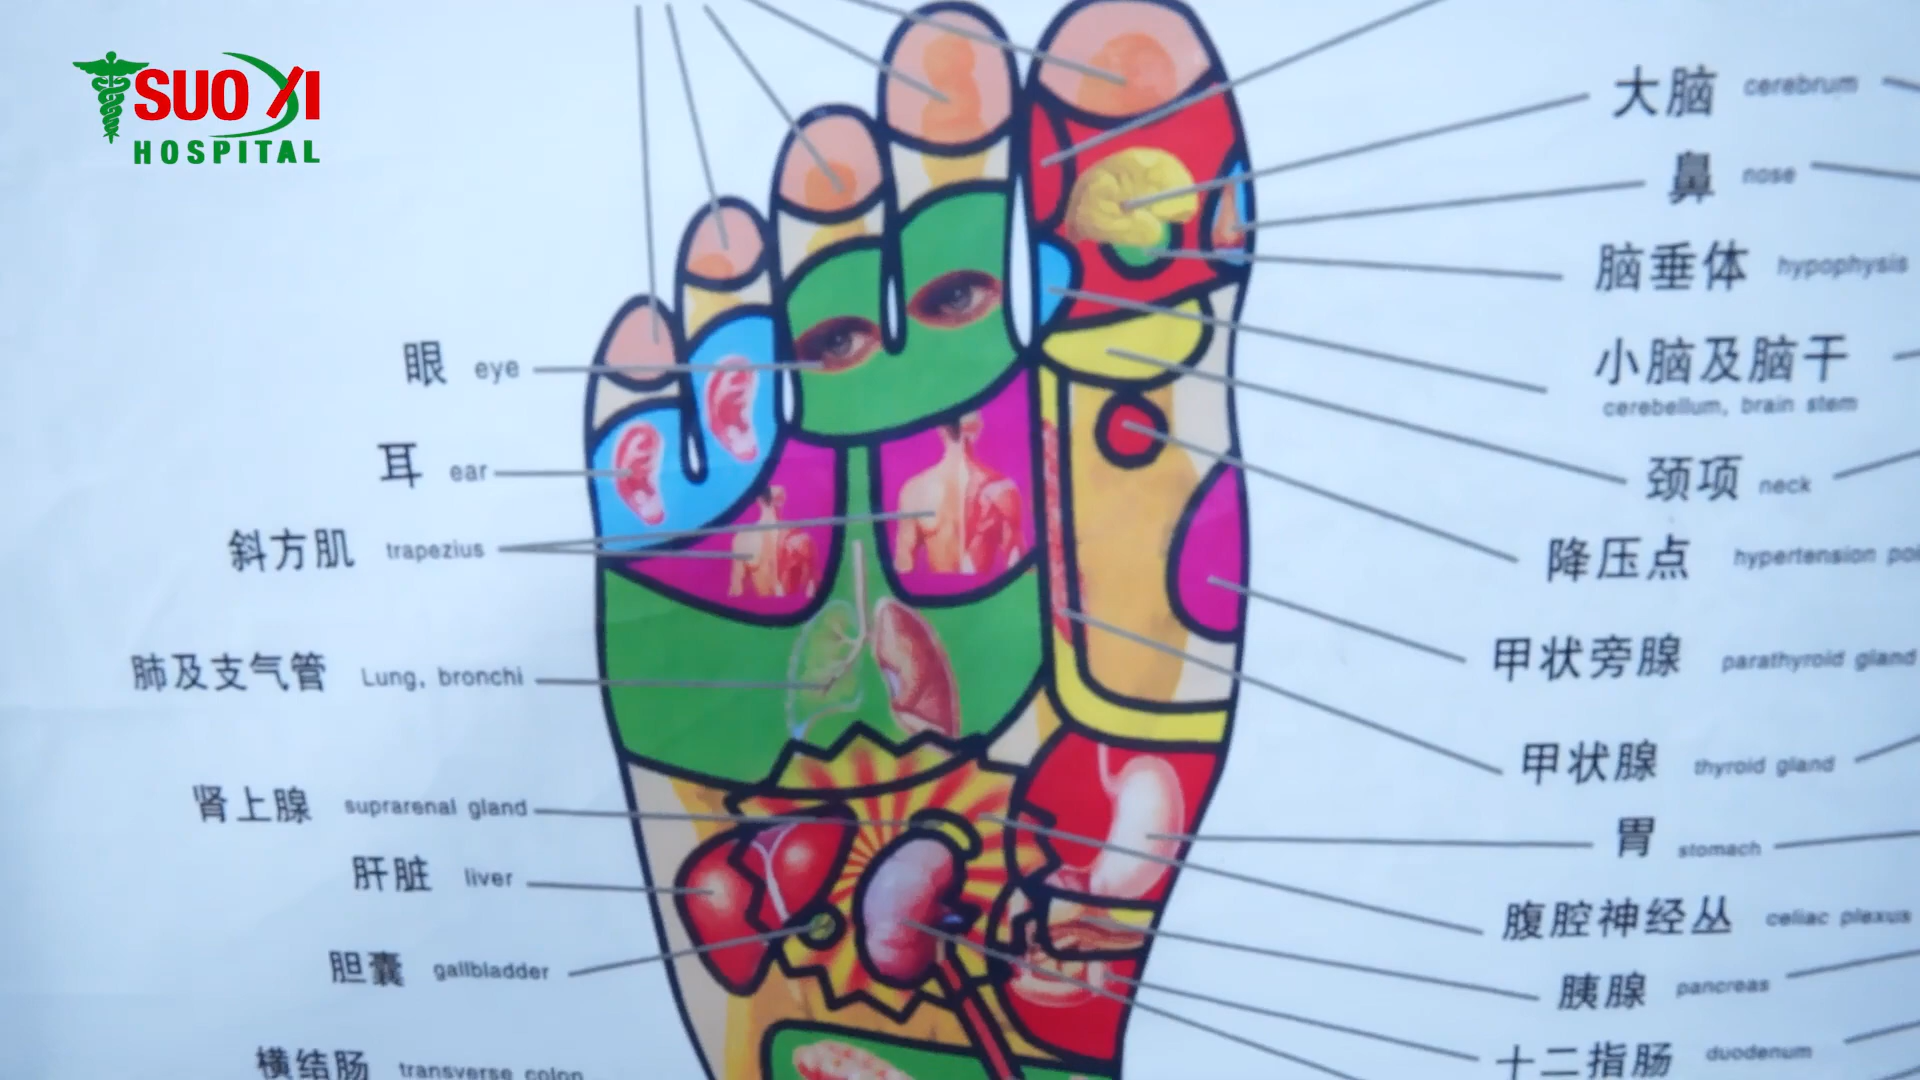 SUO YI
HOSPITAL
大脑 cerebrum
鼻 nose
脑垂体 hypophysis
小脑及脑干
cerebellum, brain stem
颈项 neck
降压点 hypertension poi
甲状旁腺 parathyroid gland
甲状腺 thyroid gland
胃 stomach
腹腔神经丛 celiac plexus
胰腺 pancreas
十二指肠 duodenum
眼 eye
耳 ear
斜方肌 trapezius
肺及支气管 Lung, bronchi
肾上腺 suprarenal gland
肝脏 liver
胆囊 gallbladder
横结肠 transverse colon